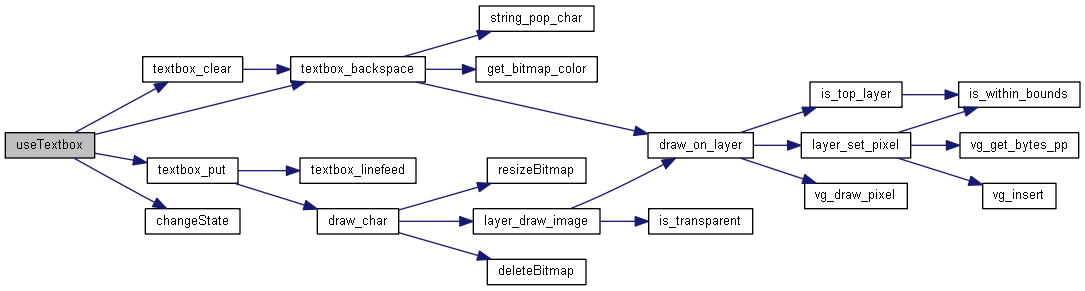 useTextbox
textbox_clear
textbox_put
changeState
textbox_backspace
textbox_linefeed
draw_char
string_pop_char
get_bitmap_color
resizeBitmap
layer_draw_image
deleteBitmap
draw_on_layer
is_transparent
is_top_layer
layer_set_pixel
vg_draw_pixel
is_within_bounds
vg_get_bytes_pp
vg_insert